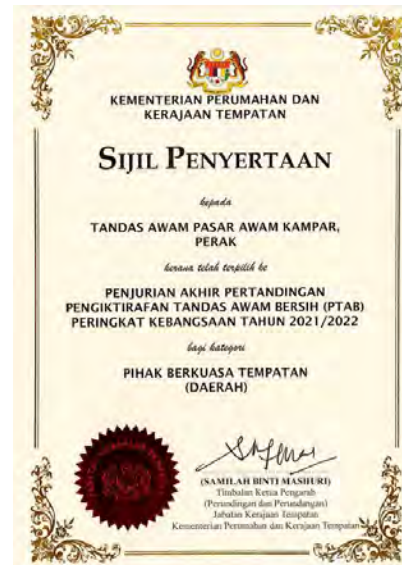 KEMENTERIAN PERUMAHAN DAN
KERAJAAN TEMPATAN
SIJIL PENYERTAAN
kepada
TANDAS AWAM PASAR AWAM KAMPAR,
PERAK
kerana telah terpilih ke
PENJURIAN AKHIR PERTANDINGAN
PENGIKTIRAFAN TANDAS AWAM BERSIH (PTAB)
PERINGKAT KEBANGSAAN TAHUN 2021/2022
bagi kategori
PIHAK BERKUASA TEMPATAN
(DAERAH)
(SAMILAH BINTI MASHURI)
Timbalan Ketua Pengarah
(Perundingan dan Perundangan)
Jabatan Kerajaan Tempatan
Kementerian Perumahan dan Kerajaan Tempatan